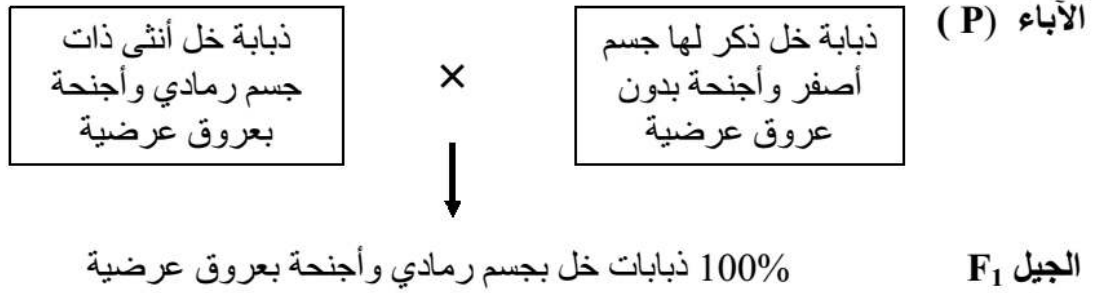 الآباء ( P )
ذبابة خل ذكر لها جسم
أصفر وأجنحة بدون
عروق عرضية
×
ذبابة خل أنثى ذات
جسم رمادي وأجنحة
بعروق عرضية
الجيل F₁
100% ذبابات خل بجسم رمادي وأجنحة بعروق عرضية